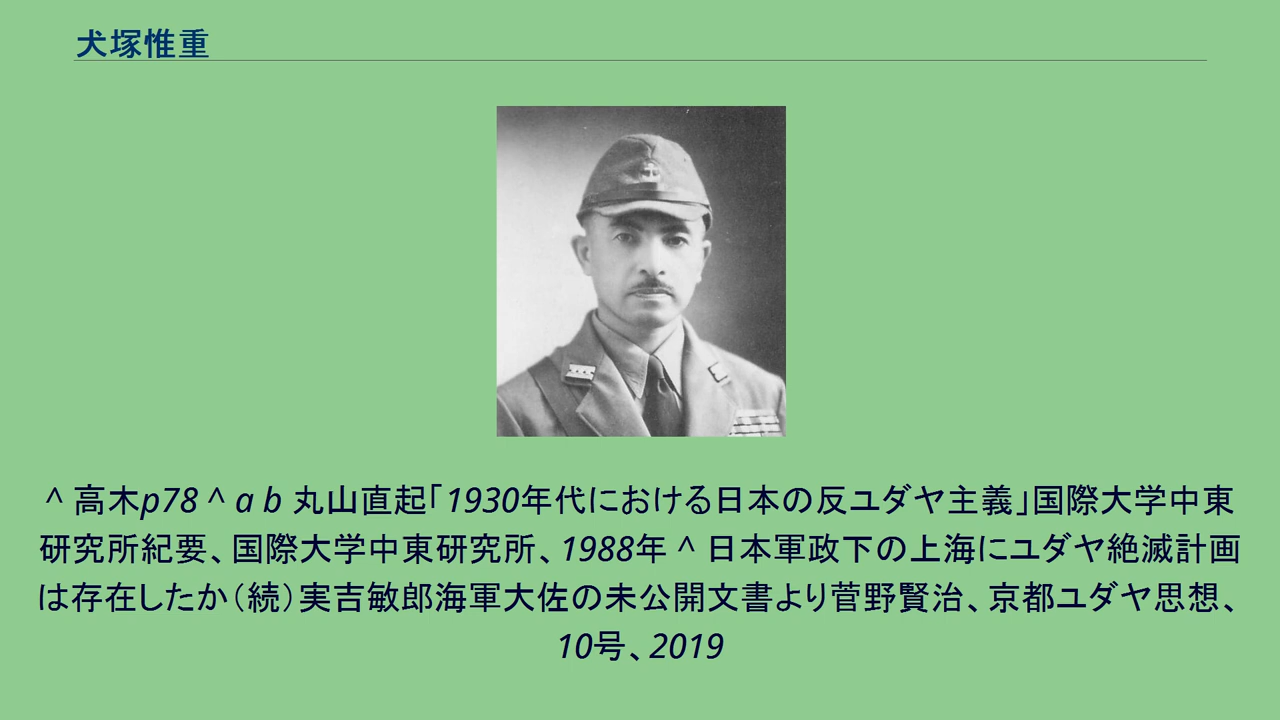 犬塚惟重
^ 高木p78 ^ a b 丸山直起「1930年代における日本の反ユダヤ主義」国際大学中東
研究所紀要、国際大学中東研究所、1988年 ^ 日本軍政下の上海にユダヤ絶滅計画
は存在したか（続）実吉敏郎海軍大佐の未公開文書より菅野賢治、京都ユダヤ思想、
10号、2019